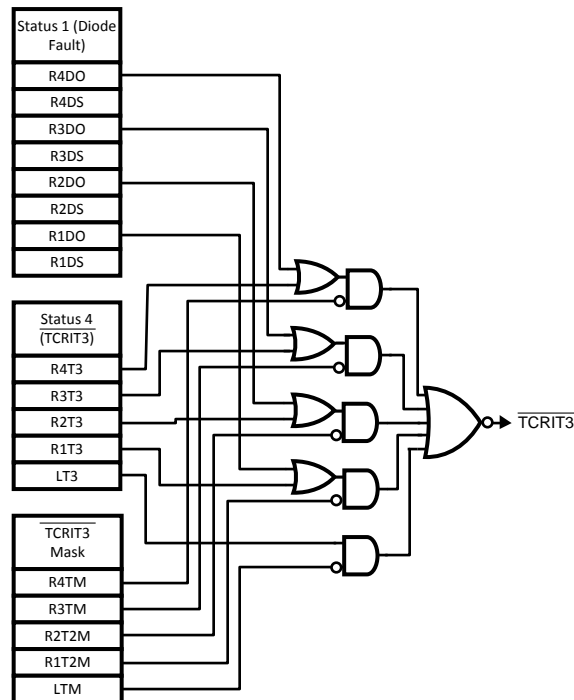 Status 1 (Diode
Fault)
R4DO
R4DS
R3DO
R3DS
R2DO
R2DS
R1DO
R1DS
Status 4
(TCRIT3)
R4T3
R3T3
R2T3
R1T3
LT3
TCRIT3
Mask
R4TM
R3TM
R2T2M
R1T2M
LTM
TCRIT3